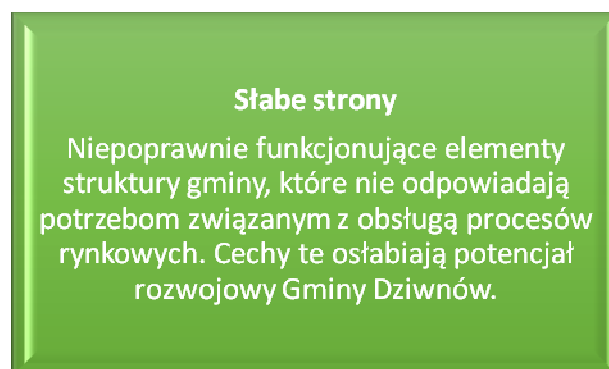 Słabe strony
Niepoprawnie funkcjonujące elementy
struktury gminy, które nie odpowiadają
potrzebom związanym z obsługą procesów
rynkowych. Cechy te osłabiają potencjał
rozwojowy Gminy Dziwnów.